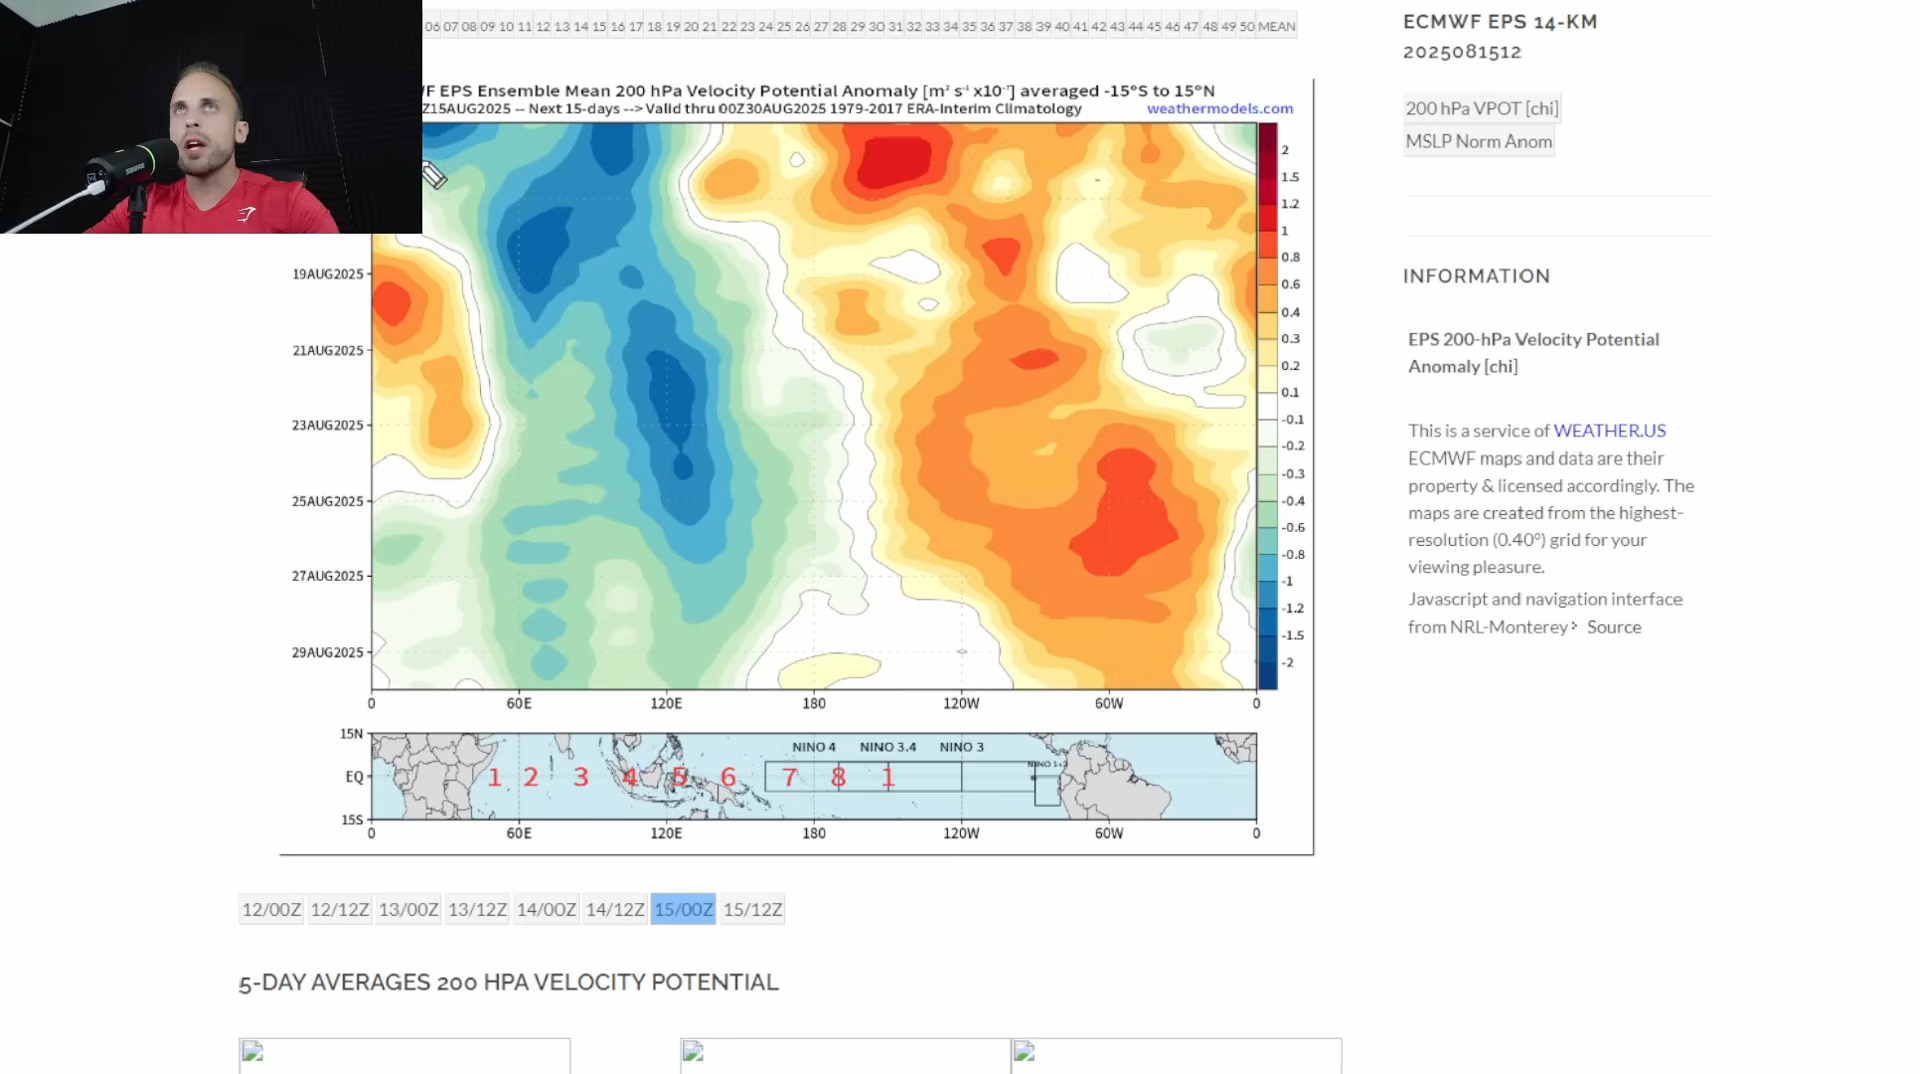 06 07 08 09 10 11 12 13 14 15 16 17 18 19 20 21 22 23 24 25 26 27 28 29 30 31 32 33 34 35 36 37 38 39 40 41 42 43 44 45 46 47 48 49 50 MEAN
ECMWF EPS 14-KM
2025081512
200 hPa VPOT [chi]
MSLP Norm Anom
WF EPS Ensemble Mean 200 hPa Velocity Potential Anomaly [m² s⁻¹ x10⁻⁷] averaged -15°S to 15°N
Z15AUG2025 -- Next 15-days --> Valid thru 00Z30AUG2025 1979-2017 ERA-Interim Climatology weathermodels.com
SHURE
19AUG2025
21AUG2025
23AUG2025
25AUG2025
27AUG2025
29AUG2025
0 60E 120E 180 120W 60W 0
2
1.5
1.2
1
0.8
0.6
0.4
0.3
0.2
0.1
-0.1
-0.2
-0.3
-0.4
-0.6
-0.8
-1
-1.2
-1.5
-2
15N
EQ
15S
NINO 4 NINO 3.4 NINO 3
1 2 3 4 5 6 7 8 1
0 60E 120E 180 120W 60W 0
INFORMATION
EPS 200-hPa Velocity Potential
Anomaly [chi]
This is a service of WEATHER.US
ECMWF maps and data are their
property & licensed accordingly. The
maps are created from the highest-
resolution (0.40°) grid for your
viewing pleasure.
Javascript and navigation interface
from NRL-Monterey Source
12/00Z 12/12Z 13/00Z 13/12Z 14/00Z 14/12Z 15/00Z 15/12Z
5-DAY AVERAGES 200 HPA VELOCITY POTENTIAL